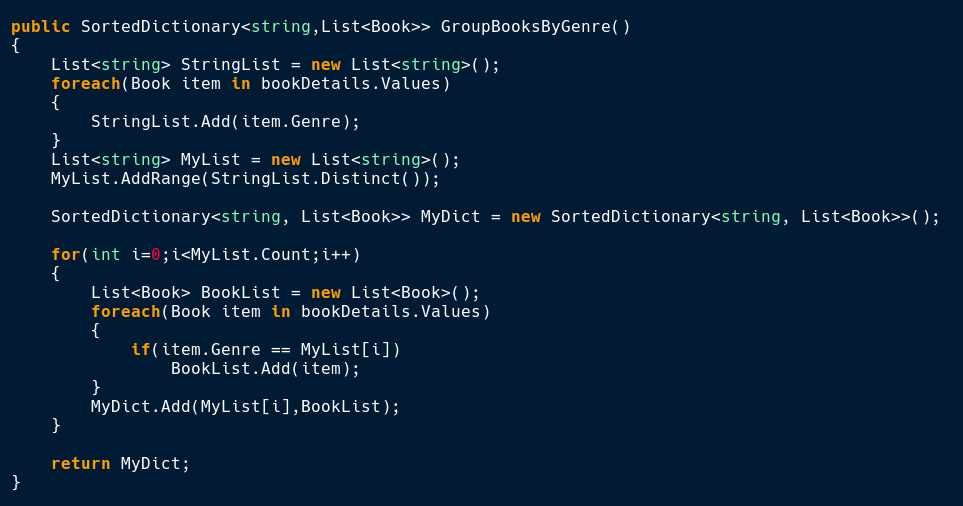 public SortedDictionary<string,List<Book>> GroupBooksByGenre()
{
    List<string> StringList = new List<string>();
    foreach(Book item in bookDetails.Values)
    {
        StringList.Add(item.Genre);
    }
    List<string> MyList = new List<string>();
    MyList.AddRange(StringList.Distinct());

    SortedDictionary<string, List<Book>> MyDict = new SortedDictionary<string, List<Book>>();

    for(int i=0;i<MyList.Count;i++)
    {
        List<Book> BookList = new List<Book>();
        foreach(Book item in bookDetails.Values)
        {
            if(item.Genre == MyList[i])
                BookList.Add(item);
        }
        MyDict.Add(MyList[i],BookList);
    }

    return MyDict;
}